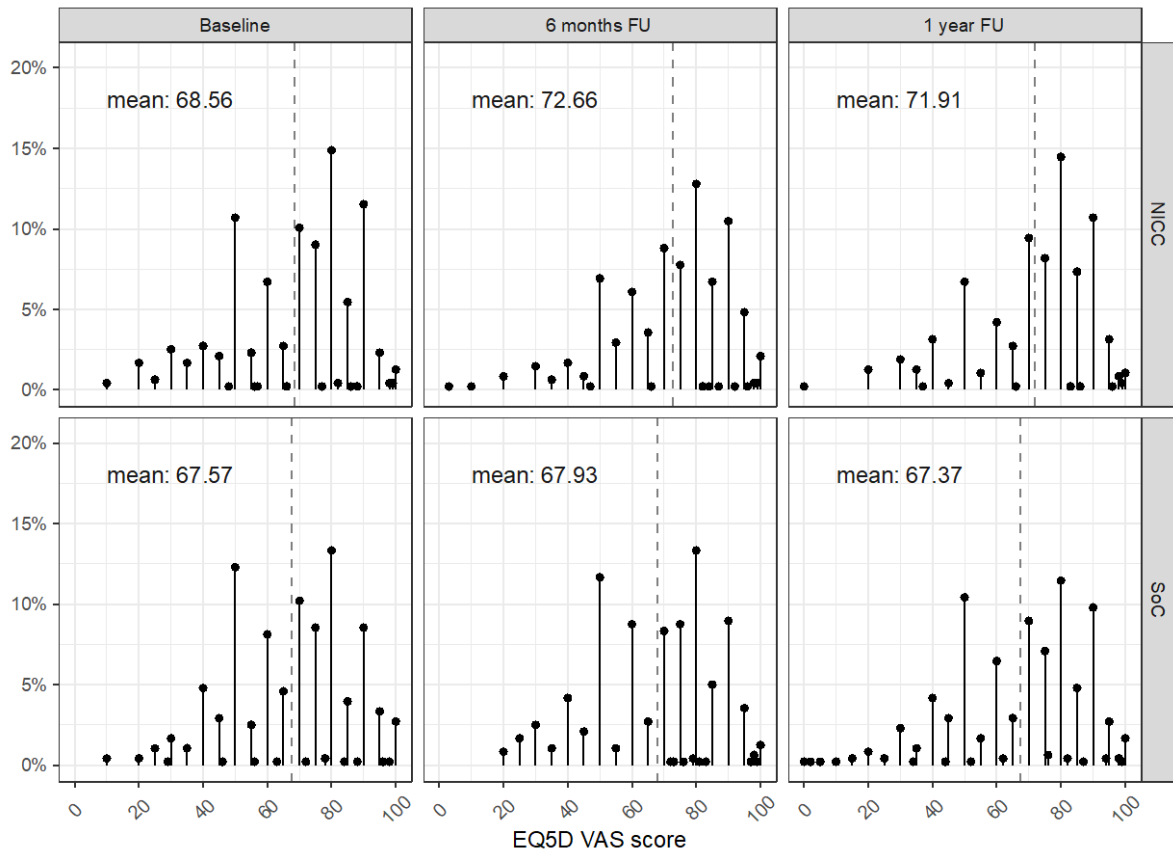 Baseline
6 months FU
1 year FU
20%
15%
10%
5%
0%
mean: 68.56
mean: 72.66
mean: 71.91
NICC
20%
15%
10%
5%
0%
mean: 67.57
mean: 67.93
mean: 67.37
SoC
0 20 40 60 80 100
0 20 40 60 80 100
0 20 40 60 80 100
EQ5D VAS score